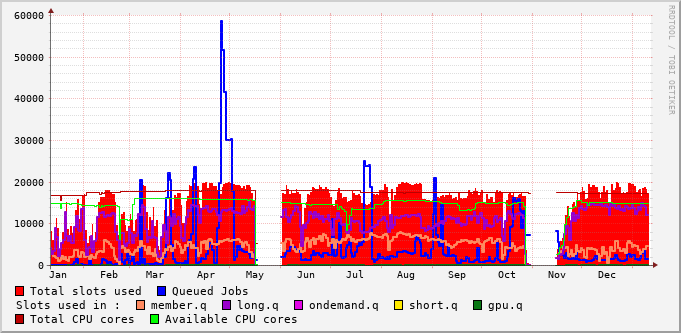 60000
50000
40000
30000
20000
10000
0
Jan Feb Mar Apr May Jun Jul Aug Sep Oct Nov Dec
RRDTOOL / TOBI OETIKER
Total slots used Queued Jobs
Slots used in : member.q long.q ondemand.q short.q gpu.q
Total CPU cores Available CPU cores